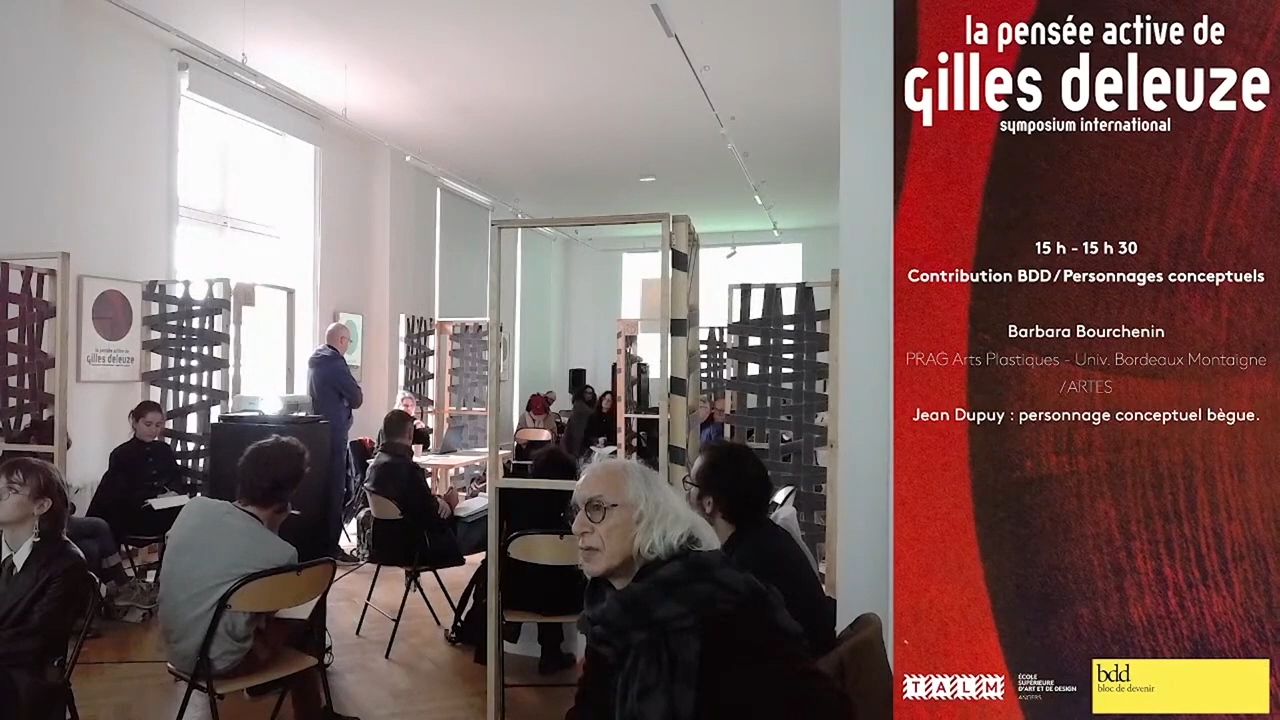 la pensée active de
gilles deleuze
la pensée active de
gilles deleuze
symposium international
15 h - 15 h 30
Contribution BDD/Personnages conceptuels
Barbara Bourchenin
PRAG Arts Plastiques - Univ. Bordeaux Montaigne
/ARTES
Jean Dupuy : personnage conceptuel bègue.
TALM
ÉCOLE
SUPÉRIEURE
D'ART ET DE DESIGN
ANGERS
bdd
bloc de devenir